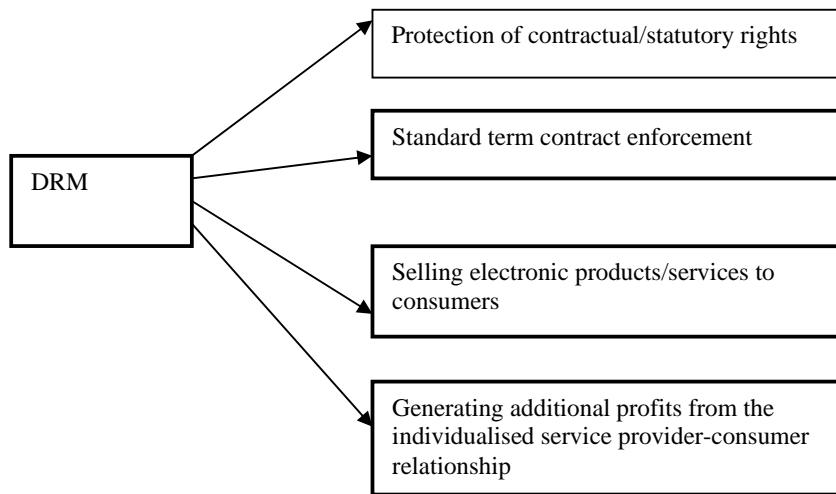 DRM
Protection of contractual/statutory rights
Standard term contract enforcement
Selling electronic products/services to
consumers
Generating additional profits from the
individualised service provider-consumer
relationship